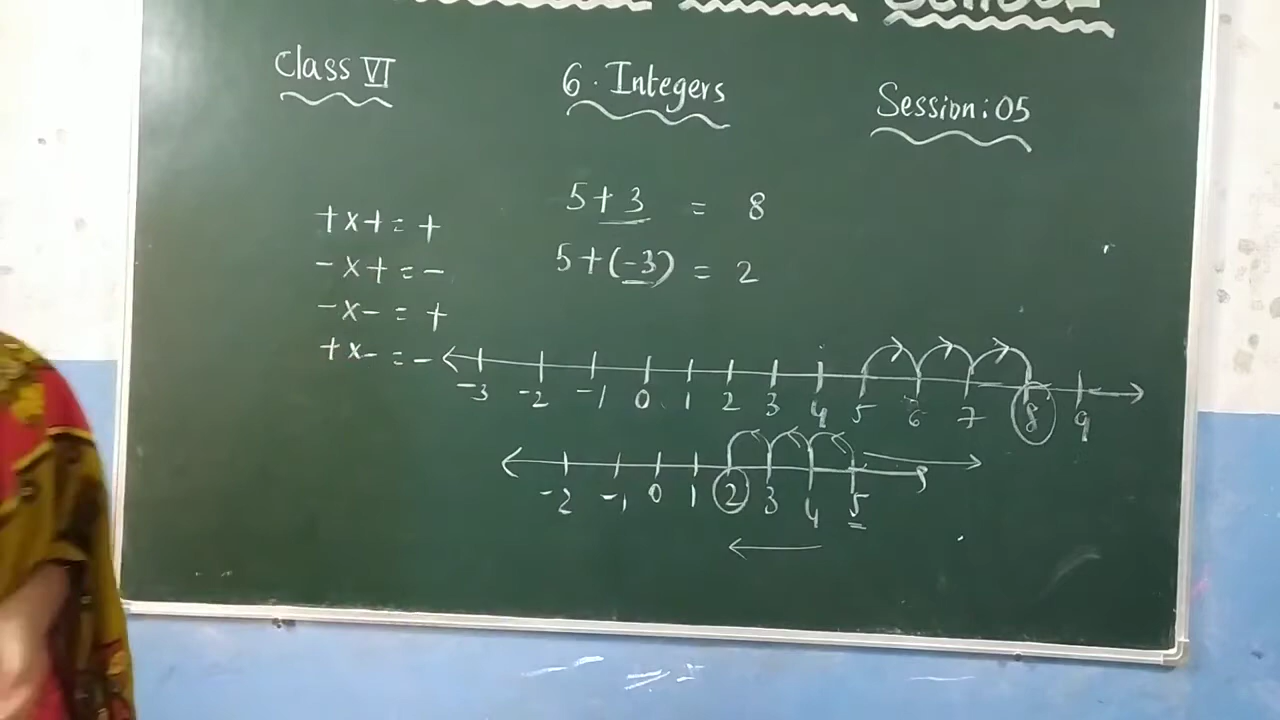 Class VI 6. Integers Session: 05
5+3 = 8
+x+ = +
5+(-3) = 2
-x+ = -
-x- = +
+x- = -
-3 -2 -1 0 1 2 3 4 5 6 7 8 9
-2 -1 0 1 2 3 4 5